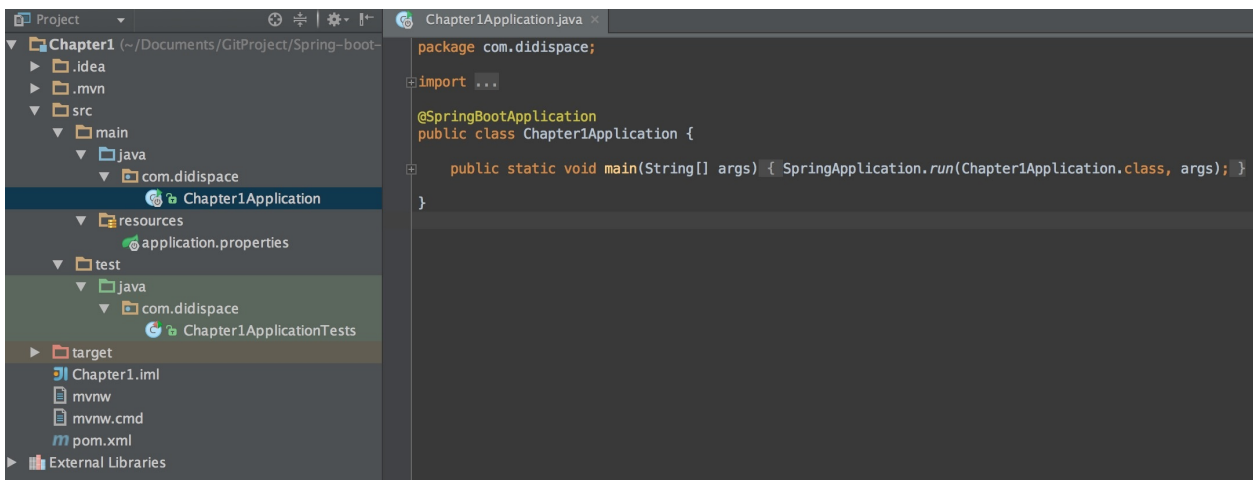 Project
Chapter1 (~/Documents/GitProject/Spring-boot-
.idea
.mvn
src
main
java
com.didispace
Chapter1Application
resources
application.properties
test
java
com.didispace
Chapter1ApplicationTests
target
Chapter1.iml
mvnw
mvnw.cmd
pom.xml
External Libraries
Chapter1Application.java
package com.didispace;
import ...
@SpringBootApplication
public class Chapter1Application {
public static void main(String[] args) { SpringApplication.run(Chapter1Application.class, args); }
}